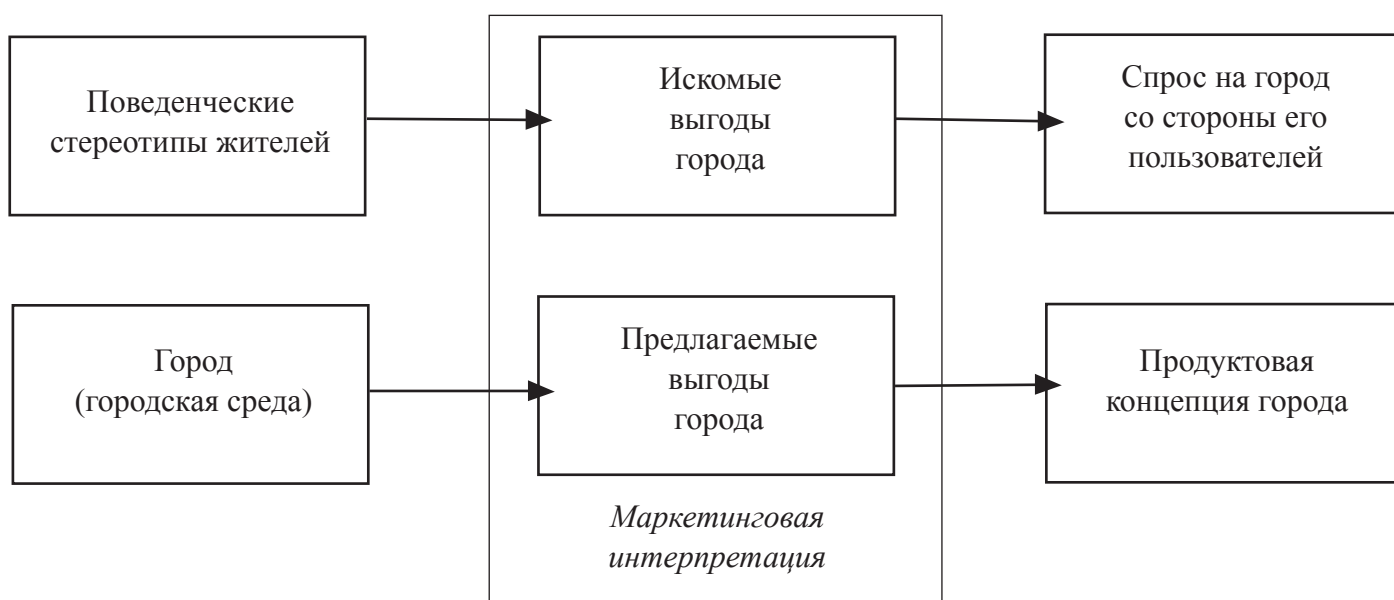 Поведенческие
стереотипы жителей
Искомые
выгоды
города
Спрос на город
со стороны его
пользователей
Город
(городская среда)
Предлагаемые
выгоды
города
Продуктовая
концепция города
Маркетинговая
интерпретация